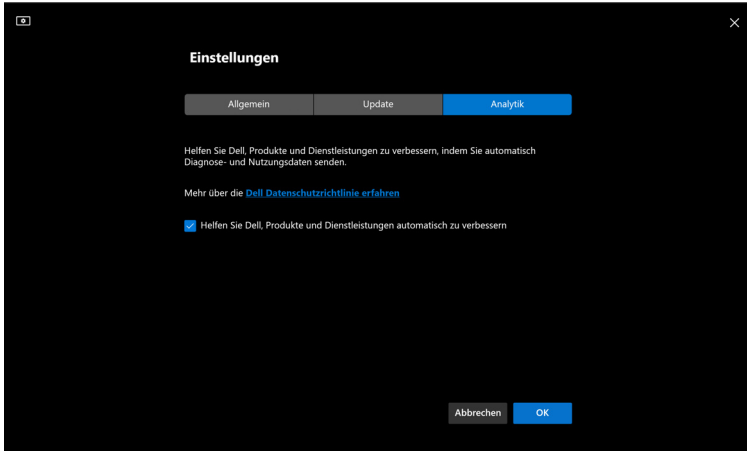 Einstellungen
Allgemein
Update
Analytik
Helfen Sie Dell, Produkte und Dienstleistungen zu verbessern, indem Sie automatisch
Diagnose- und Nutzungsdaten senden.
Mehr über die Dell Datenschutzrichtlinie erfahren
Helfen Sie Dell, Produkte und Dienstleistungen automatisch zu verbessern
Abbrechen
OK